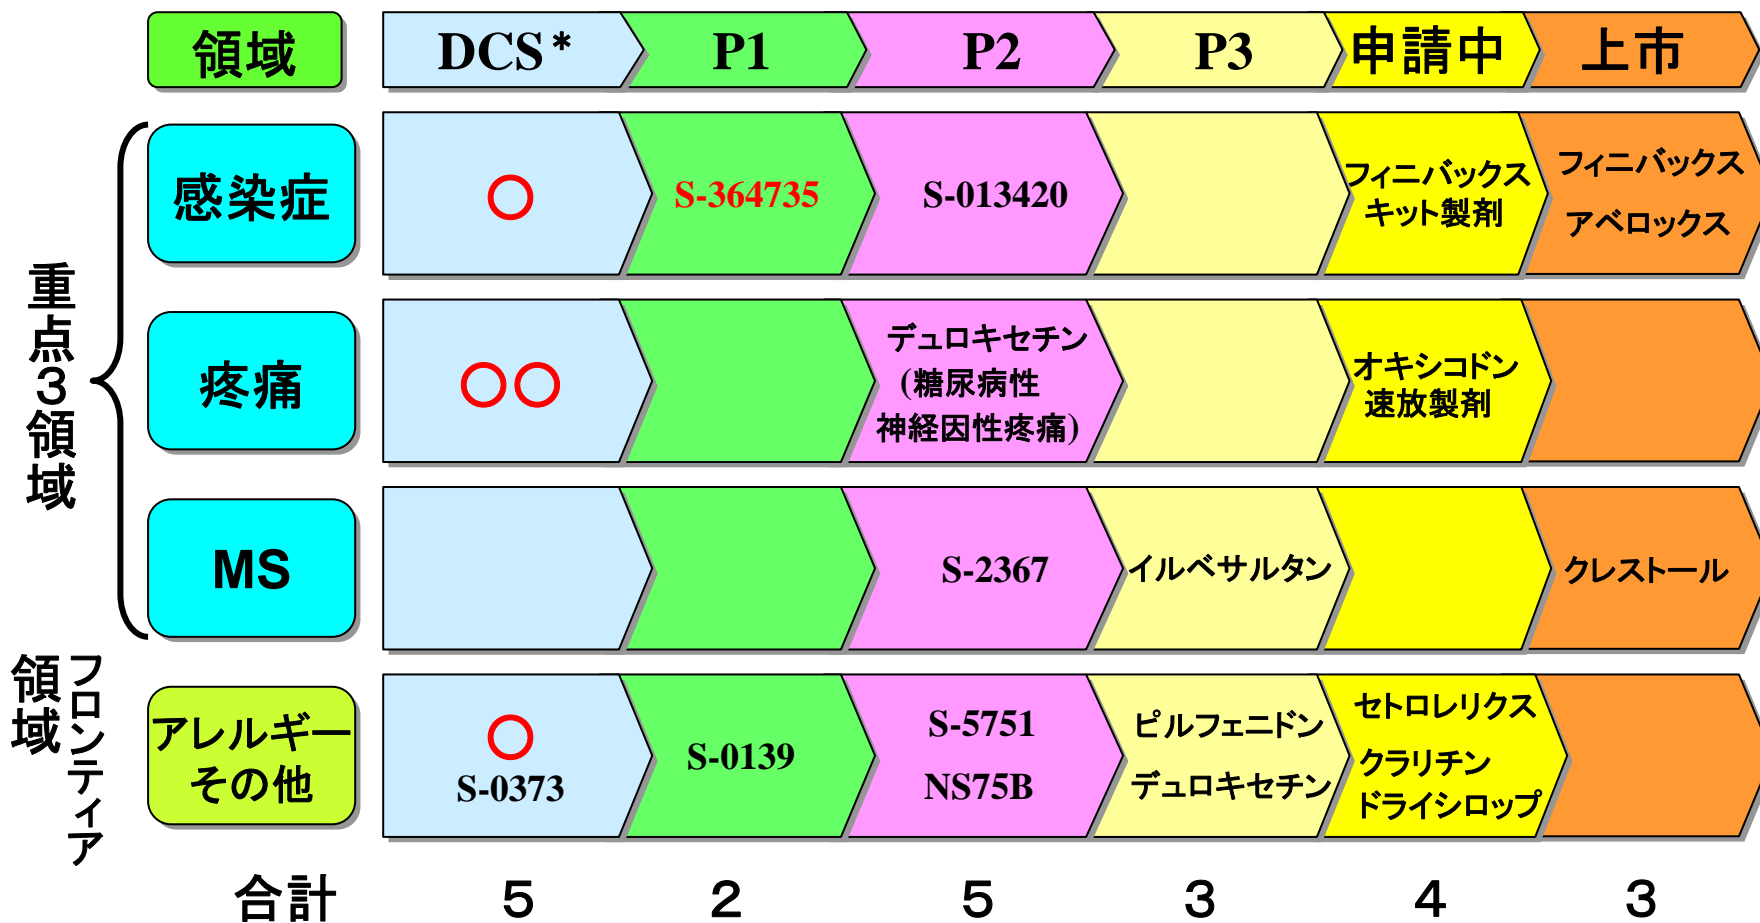 領域 DCS* P1 P2 P3 申請中 上市
重点３領域
感染症
S-364735
S-013420
フィニバックス
キット製剤
フィニバックス
アベロックス
疼痛
デュロキセチン
(糖尿病性
神経因性疼痛)
オキシコドン
速放製剤
MS
S-2367
イルベサルタン
クレストール
フロンティア
領域
アレルギー
その他
S-0373
S-0139
S-5751
NS75B
ピルフェニドン
デュロキセチン
セトロレリクス
クラリチン
ドライシロップ
合計 5 2 5 3 4 3